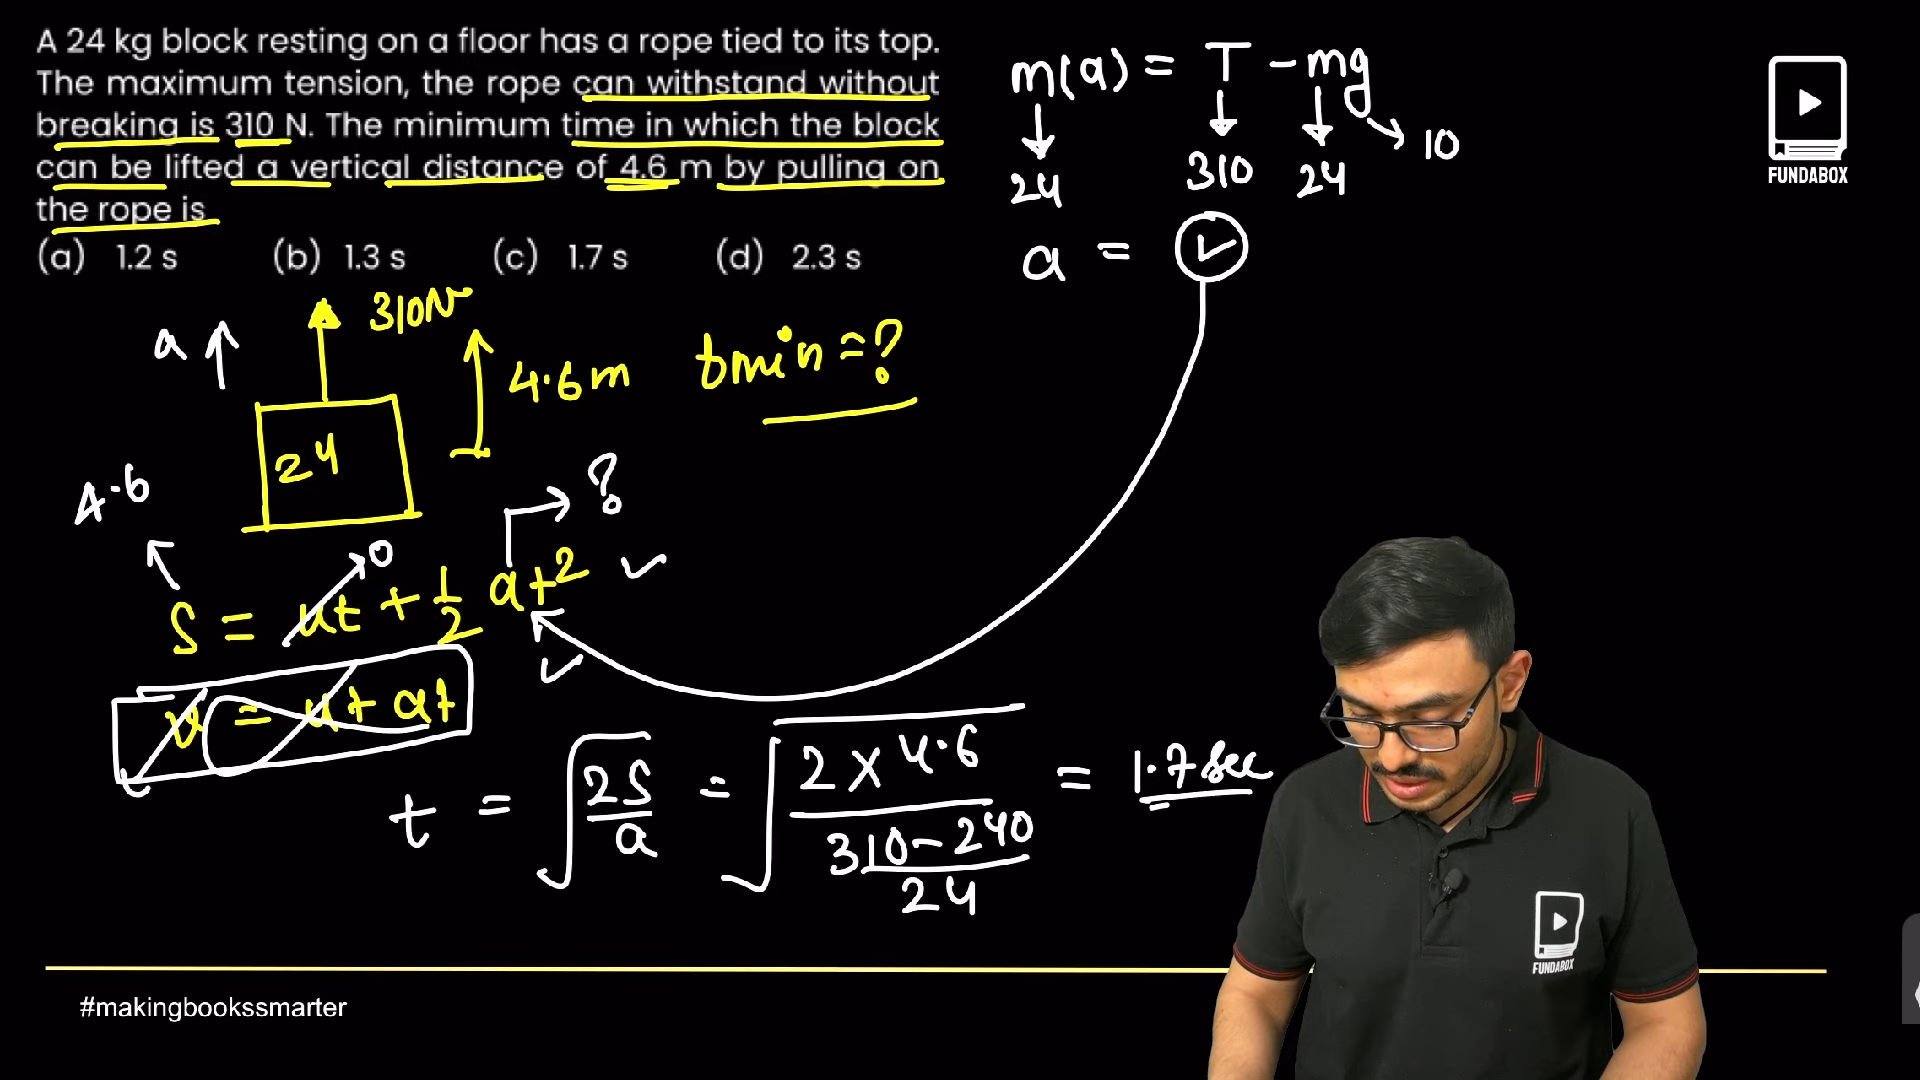 A 24 kg block resting on a floor has a rope tied to its top.
The maximum tension, the rope can withstand without
breaking is 310 N. The minimum time in which the block
can be lifted a vertical distance of 4.6 m by pulling on
the rope is
(a) 1.2 s (b) 1.3 s (c) 1.7 s (d) 2.3 s
m(a) = T - mg
24 310 24 10
a =
FUNDABOX
a 310N
4.6m tmin = ?
24
4.6
?
0
S = ut + 1/2 at2
v = u + at
t = √2S/a = √2 x 4.6/310-240/24 = 1.7 sec
FUNDABOX
#makingbookssmarter